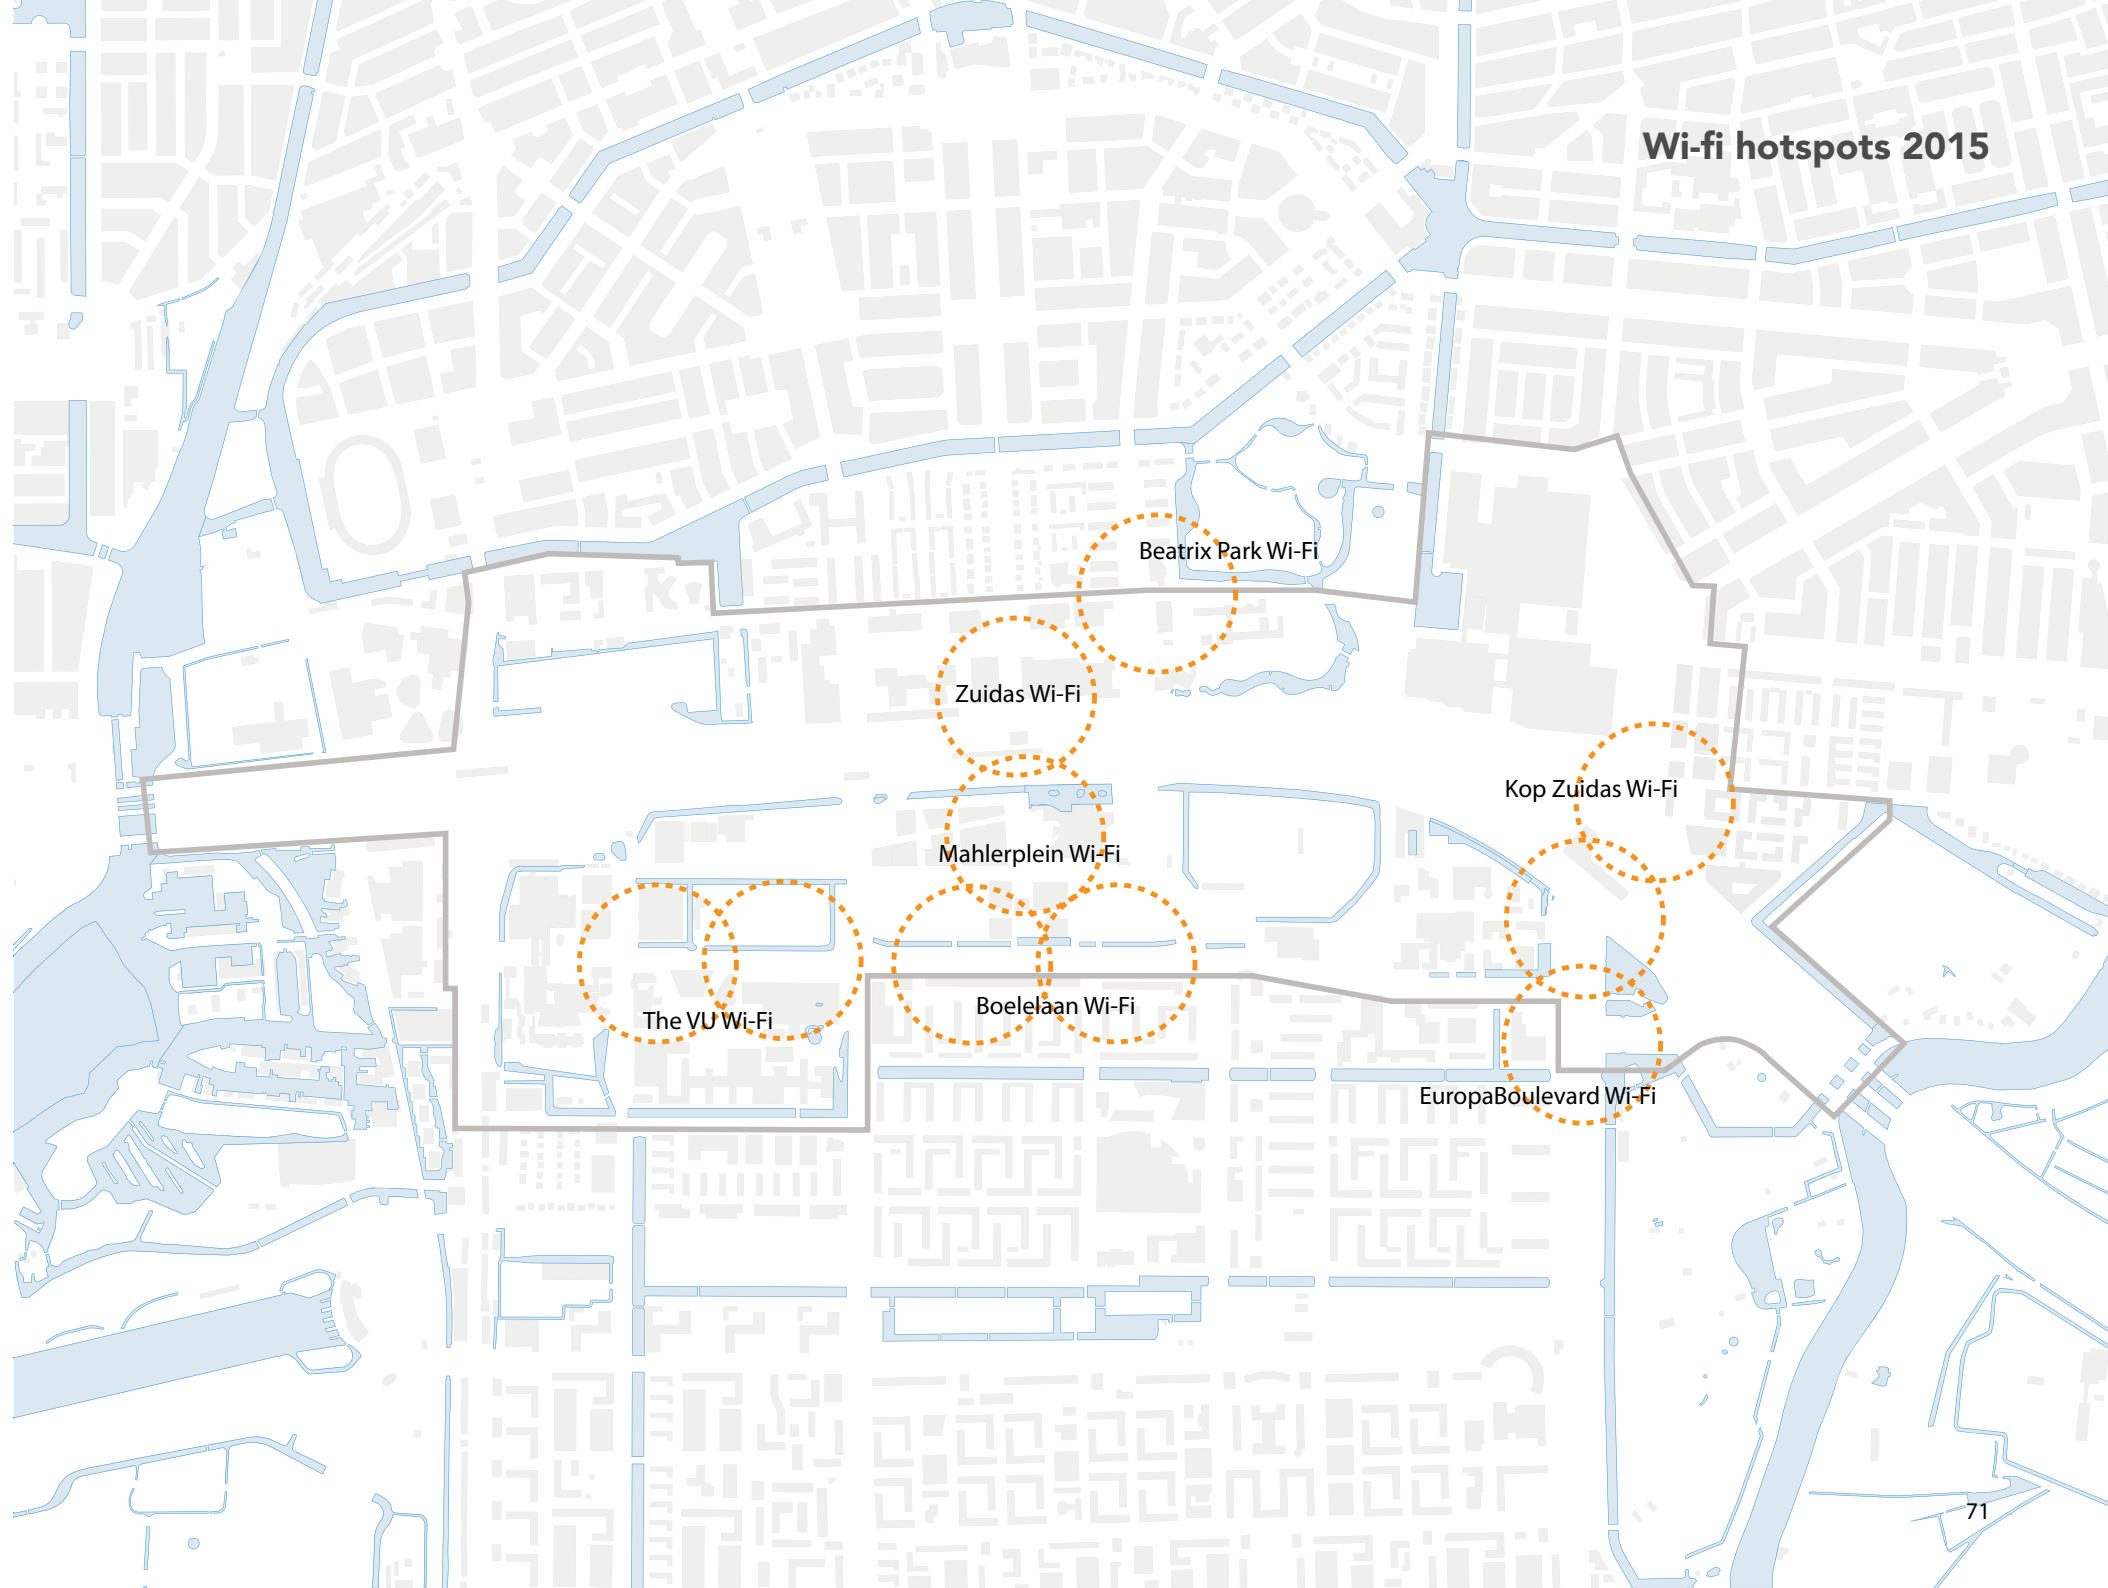 Wi-fi hotspots 2015
Beatrix Park Wi-Fi
Zuidas Wi-Fi
Kop Zuidas Wi-Fi
Mahlerplein Wi-Fi
Boelelaan Wi-Fi
The VU Wi-Fi
EuropaBoulevard Wi-Fi
71